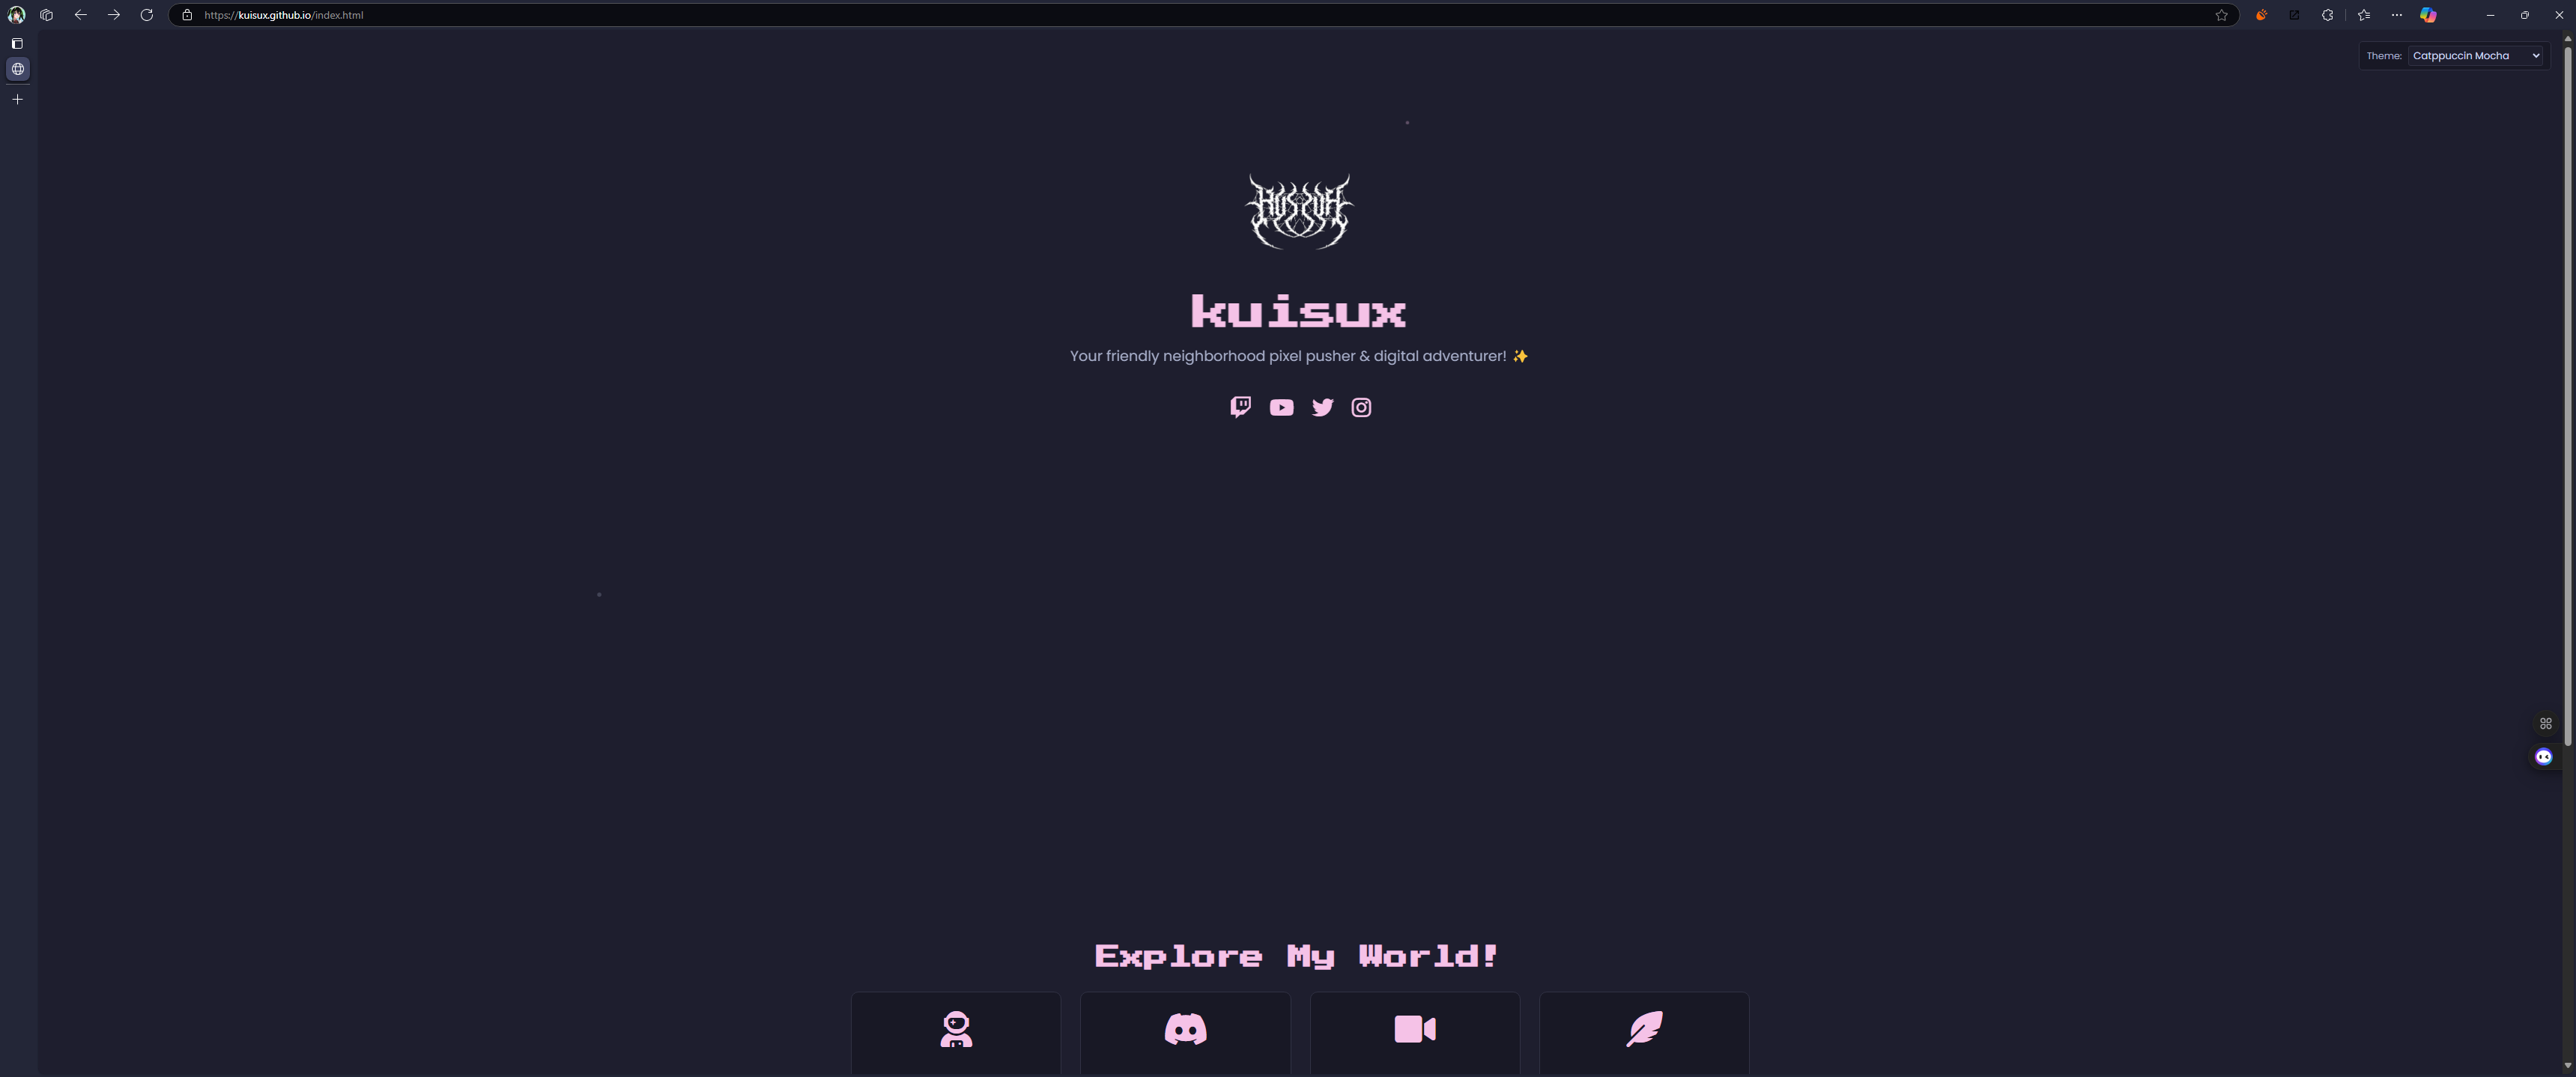 https://kuisux.github.io/index.html
Theme: Catppuccin Mocha
kuisux
Your friendly neighborhood pixel pusher & digital adventurer! ✨
Explore My World!